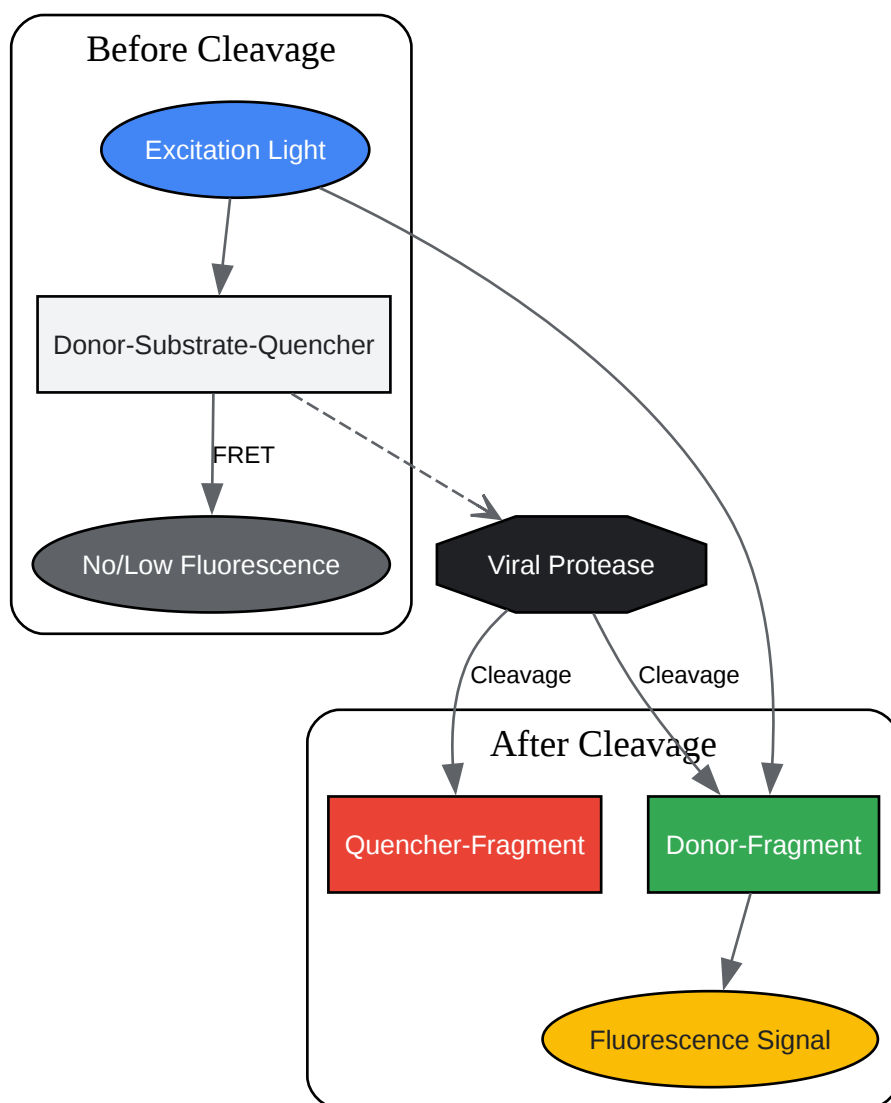 Before Cleavage
Excitation Light
Donor-Substrate-Quencher
FRET
No/Low Fluorescence
Viral Protease
Cleavage
Cleavage
After Cleavage
Quencher-Fragment
Donor-Fragment
Fluorescence Signal